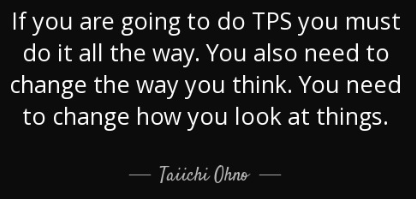 If you are going to do TPS you must
do it all the way. You also need to
change the way you think. You need
to change how you look at things.
Taiichi Ohno